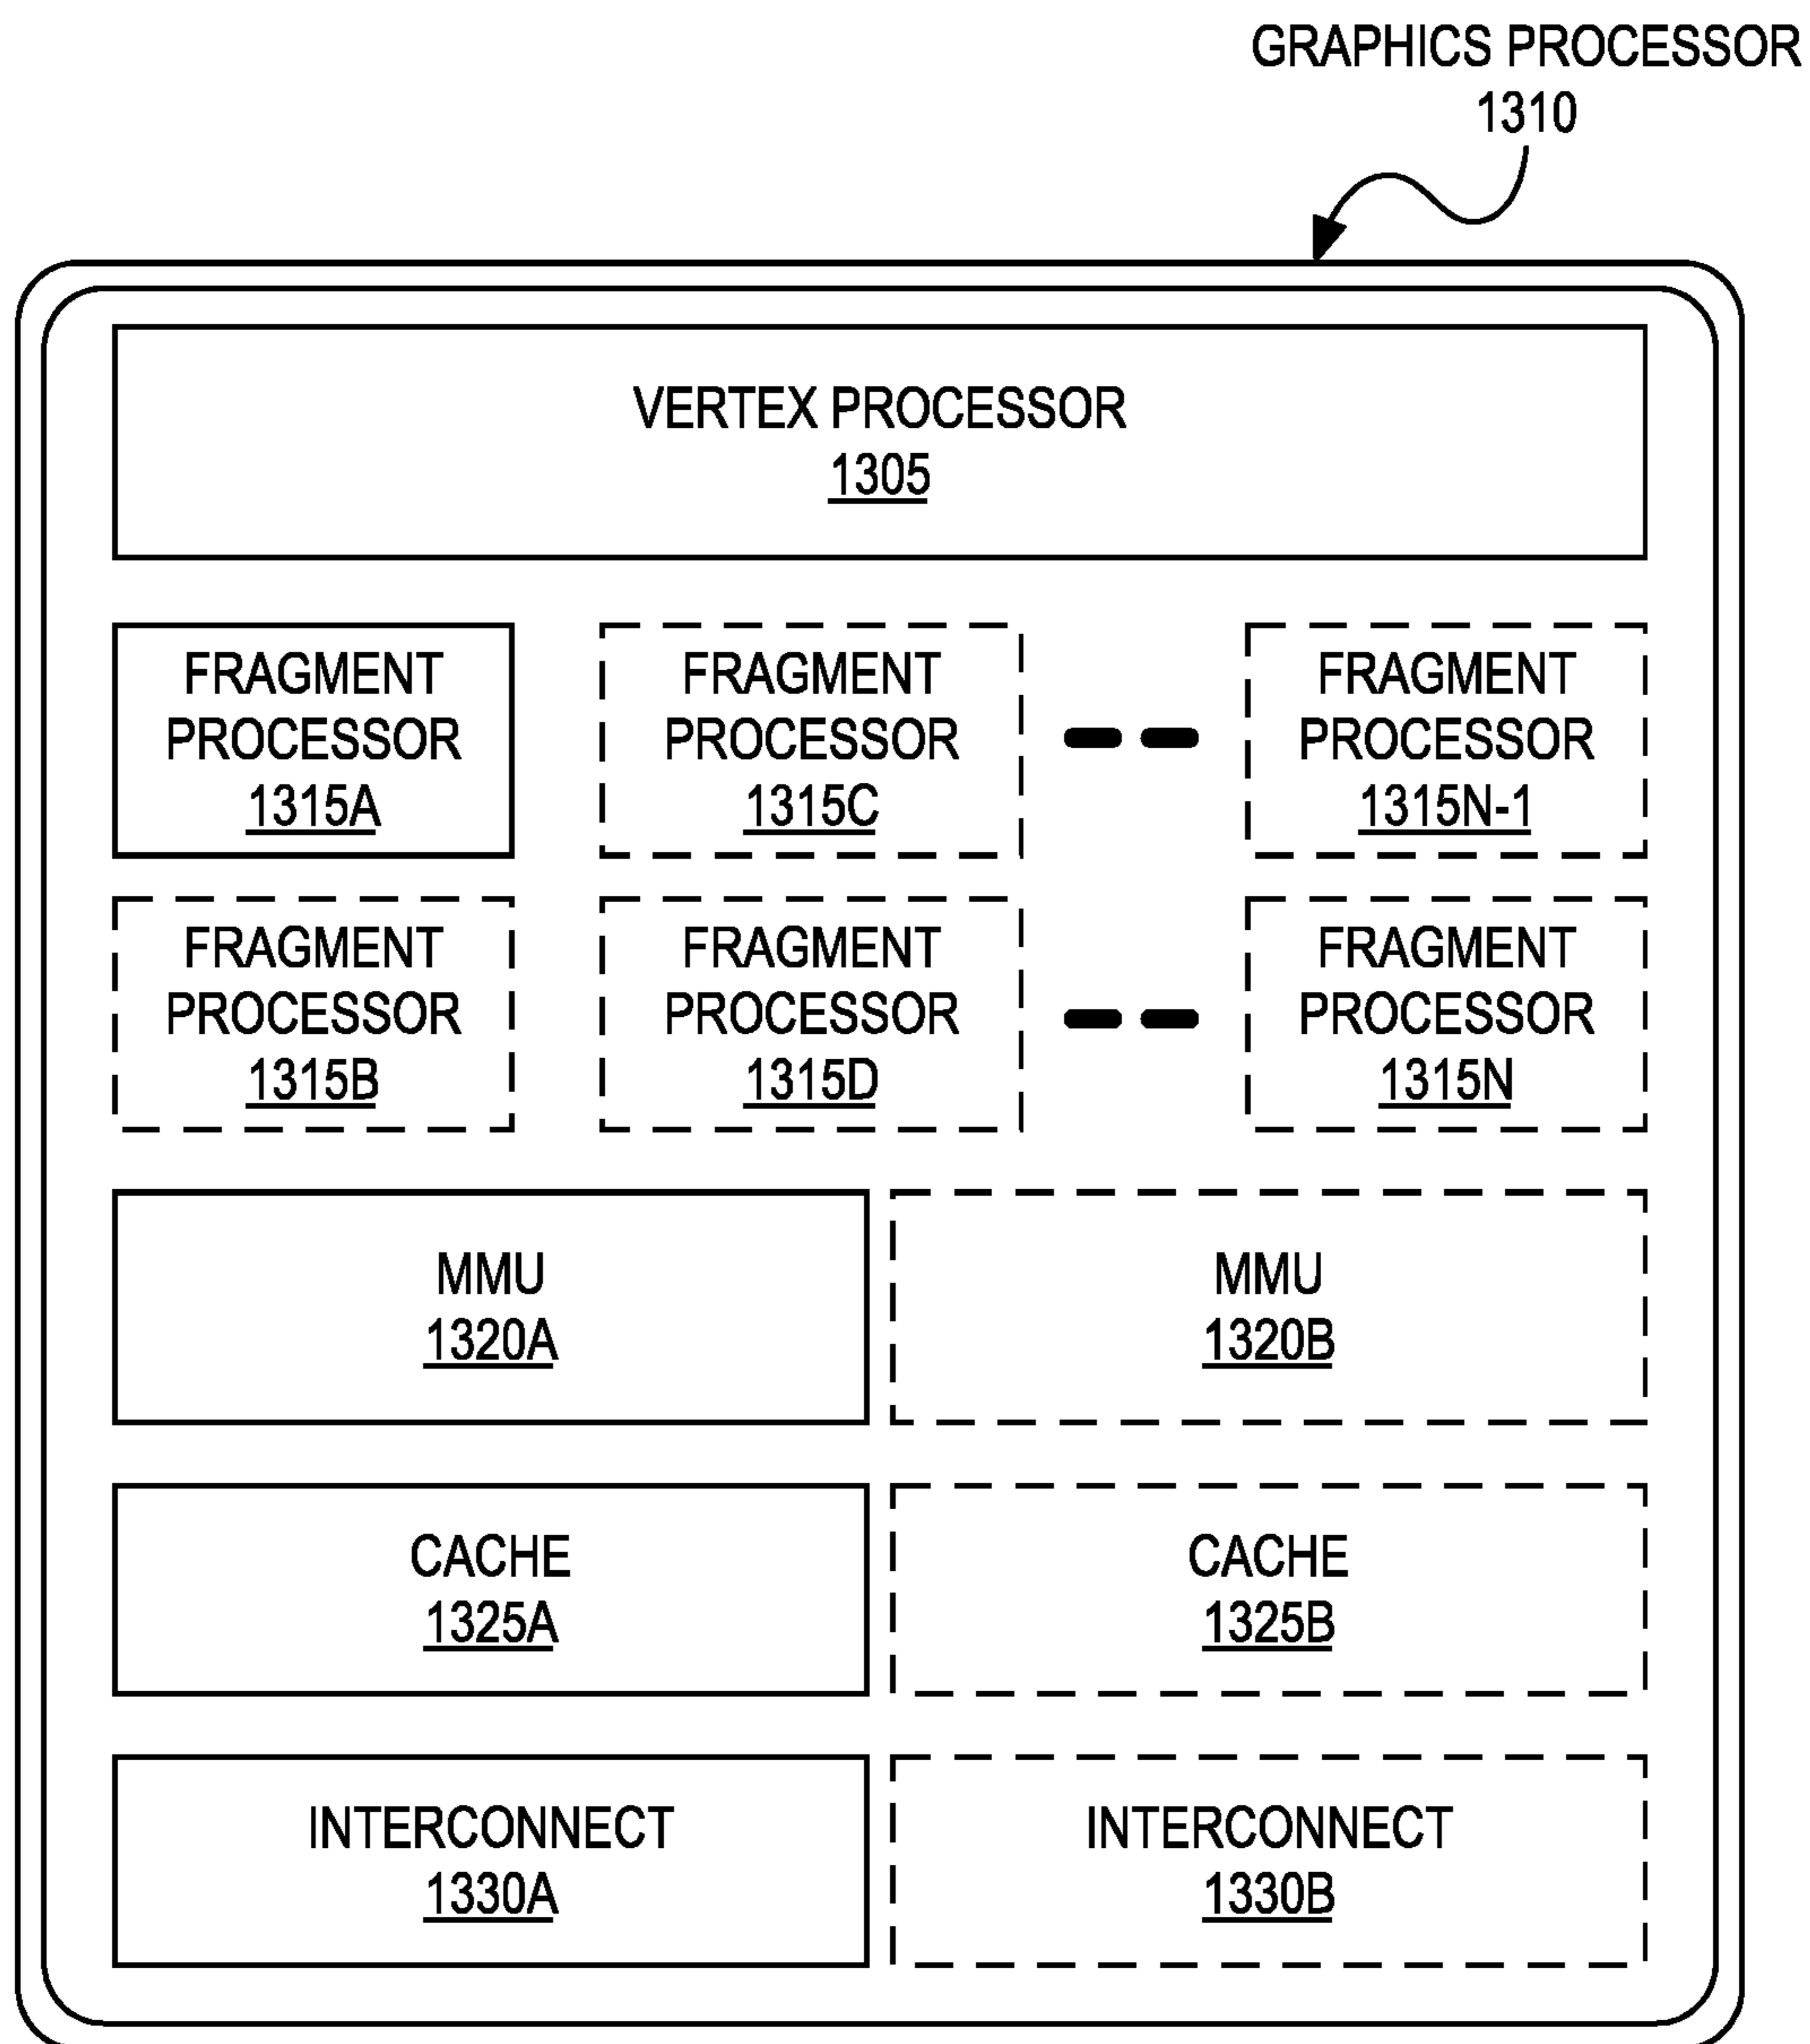 GRAPHICS PROCESSOR
1310
VERTEX PROCESSOR
1305
FRAGMENT
PROCESSOR
1315A
FRAGMENT
PROCESSOR
1315C
FRAGMENT
PROCESSOR
1315N-1
FRAGMENT
PROCESSOR
1315B
FRAGMENT
PROCESSOR
1315D
FRAGMENT
PROCESSOR
1315N
MMU
1320A
MMU
1320B
CACHE
1325A
CACHE
1325B
INTERCONNECT
1330A
INTERCONNECT
1330B